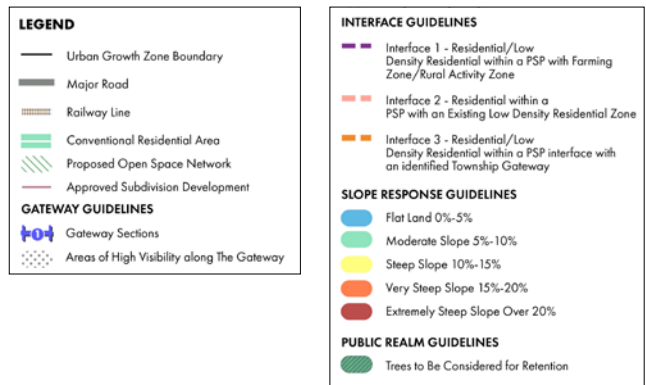 LEGEND
Urban Growth Zone Boundary
Major Road
Railway Line
Conventional Residential Area
Proposed Open Space Network
Approved Subdivision Development
GATEWAY GUIDELINES
1
Gateway Sections
Areas of High Visibility along The Gateway
INTERFACE GUIDELINES
Interface 1 - Residential/Low
Density Residential within a PSP with Farming
Zone/Rural Activity Zone
Interface 2 - Residential within a
PSP with an Existing Low Density Residential Zone
Interface 3 - Residential/Low
Density Residential within a PSP interface with
an identified Township Gateway
SLOPE RESPONSE GUIDELINES
Flat Land 0%-5%
Moderate Slope 5%-10%
Steep Slope 10%-15%
Very Steep Slope 15%-20%
Extremely Steep Slope Over 20%
PUBLIC REALM GUIDELINES
Trees to Be Considered for Retention